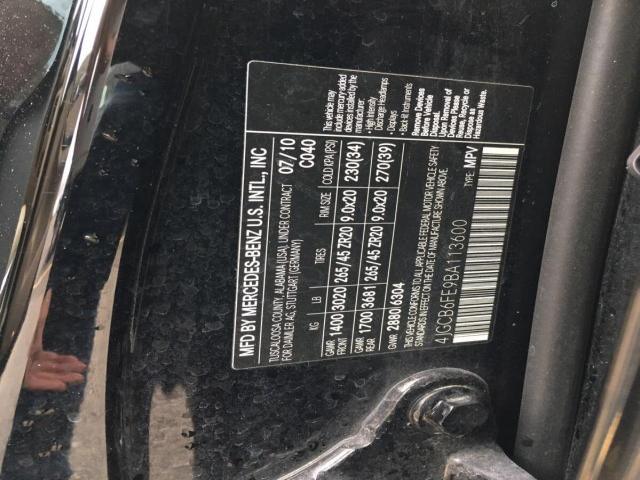 MFD BY MERCEDES-BENZ U.S. INTL., INC
TUSCALOOSA COUNTY, ALABAMA (USA), UNDER CONTRACT 07/10
FOR DAIMLER AG, STUTTGART (GERMANY) C040
KG LB TIRES RIM SIZE COLD KPA (PSI)
GAWR FRONT 1400 3020 265/45 ZR20 9.0x20 230(34)
GAWR REAR 1700 3681 265/45 ZR20 9.0x20 270(39)
GVWR 2880 6304
THIS VEHICLE CONFORMS TO ALL APPLICABLE FEDERAL MOTOR VEHICLE SAFETY
STANDARDS IN EFFECT ON THE DATE OF MANUFACTURE SHOWN ABOVE.
4JGCB6FE9BA113600 TYPE: MPV
This vehicle may
include mercury-added
devices installed by the mfr.
• High Intensity
Discharge Headlamps
• Displays
• Back-lit Instruments
Remove Devices
Before Vehicle
Disposal.
Upon Removal of
Devices Please
Reuse, Recycle or
Dispose as
Hazardous Waste.